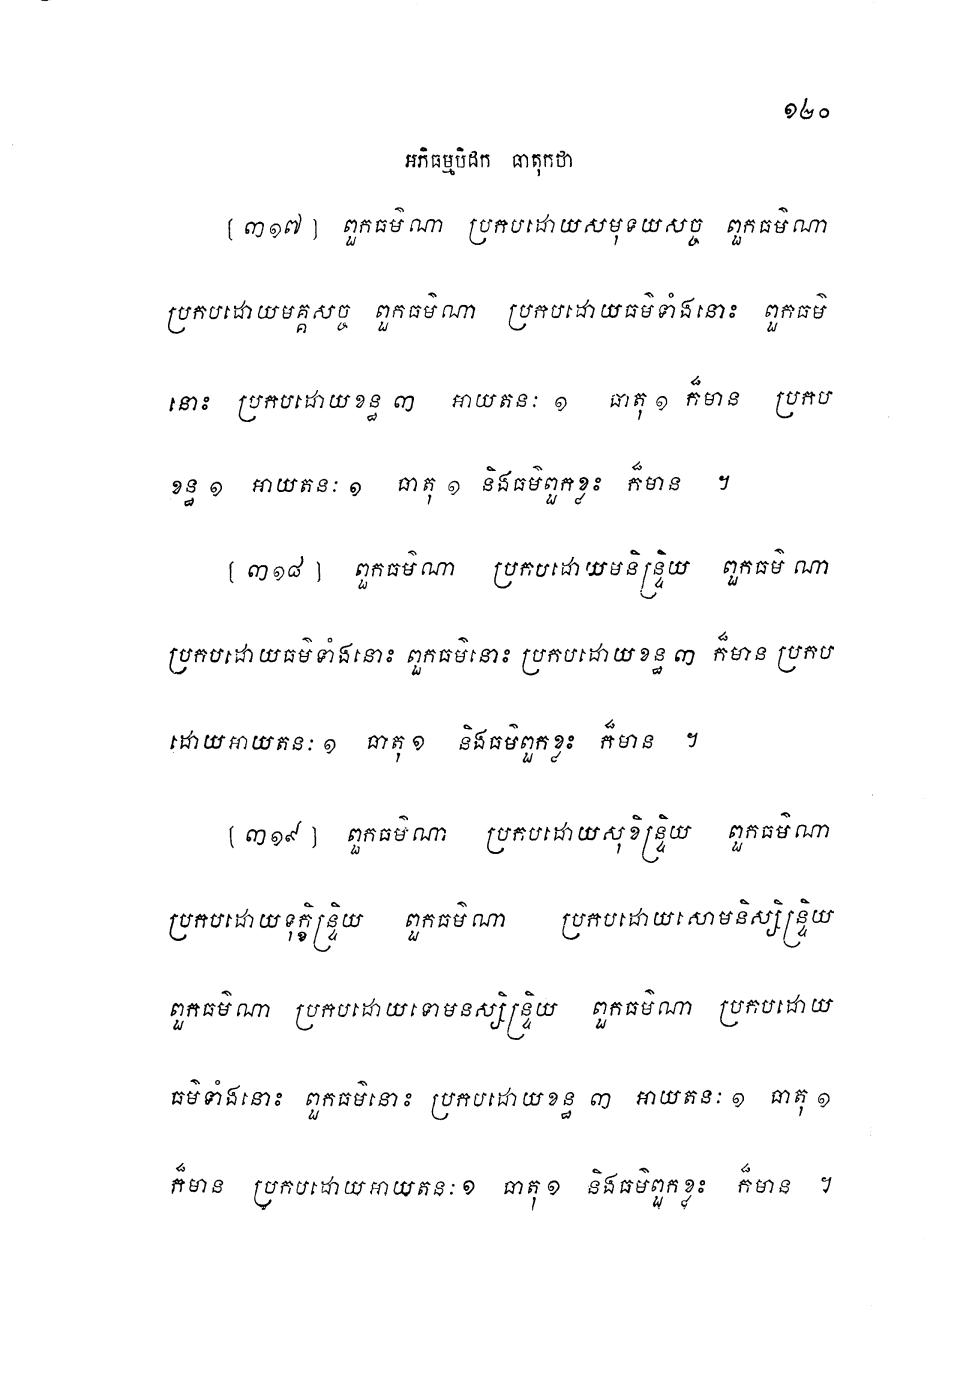 ១៤០
អភិធម្មបិដក ធាតុកថា
[៣១៧] ពួកធម៌ណា ប្រកបដោយសមុទយសច្ច ពួកធម៌ណា
ប្រកបដោយមគ្គសច្ច ពួកធម៌ណា ប្រកបដោយធម៌ទាំងនោះ ពួកធម៌
នោះ ប្រកបដោយខន្ធ ៣ អាយតនៈ ១ ធាតុ ១ ក៏មាន ប្រកប
ខន្ធ ១ អាយតនៈ ១ ធាតុ ១ និងធម៌ពួកខ្លះ ក៏មាន ។
[៣១៨] ពួកធម៌ណា ប្រកបដោយមនិន្ទ្រិយ ពួកធម៌ ណា
ប្រកបដោយធម៌ទាំងនោះ ពួកធម៌នោះ ប្រកបដោយខន្ធ ៣ ក៏មាន ប្រកប
ដោយអាយតនៈ ១ ធាតុ ១ និងធម៌ពួកខ្លះ ក៏មាន ។
[៣១៩] ពួកធម៌ណា ប្រកបដោយសុខិន្ទ្រិយ ពួកធម៌ណា
ប្រកបដោយទុក្ខិន្ទ្រិយ ពួកធម៌ណា ប្រកបដោយសោមនិស្សិន្ទ្រិយ
ពួកធម៌ណា ប្រកបដោយទោមនស្សិន្ទ្រិយ ពួកធម៌ណា ប្រកបដោយ
ធម៌ទាំងនោះ ពួកធម៌នោះ ប្រកបដោយខន្ធ ៣ អាយតនៈ ១ ធាតុ ១
ក៏មាន ប្រកបដោយអាយតនៈ ១ ធាតុ ១ និងធម៌ពួកខ្លះ ក៏មាន ។